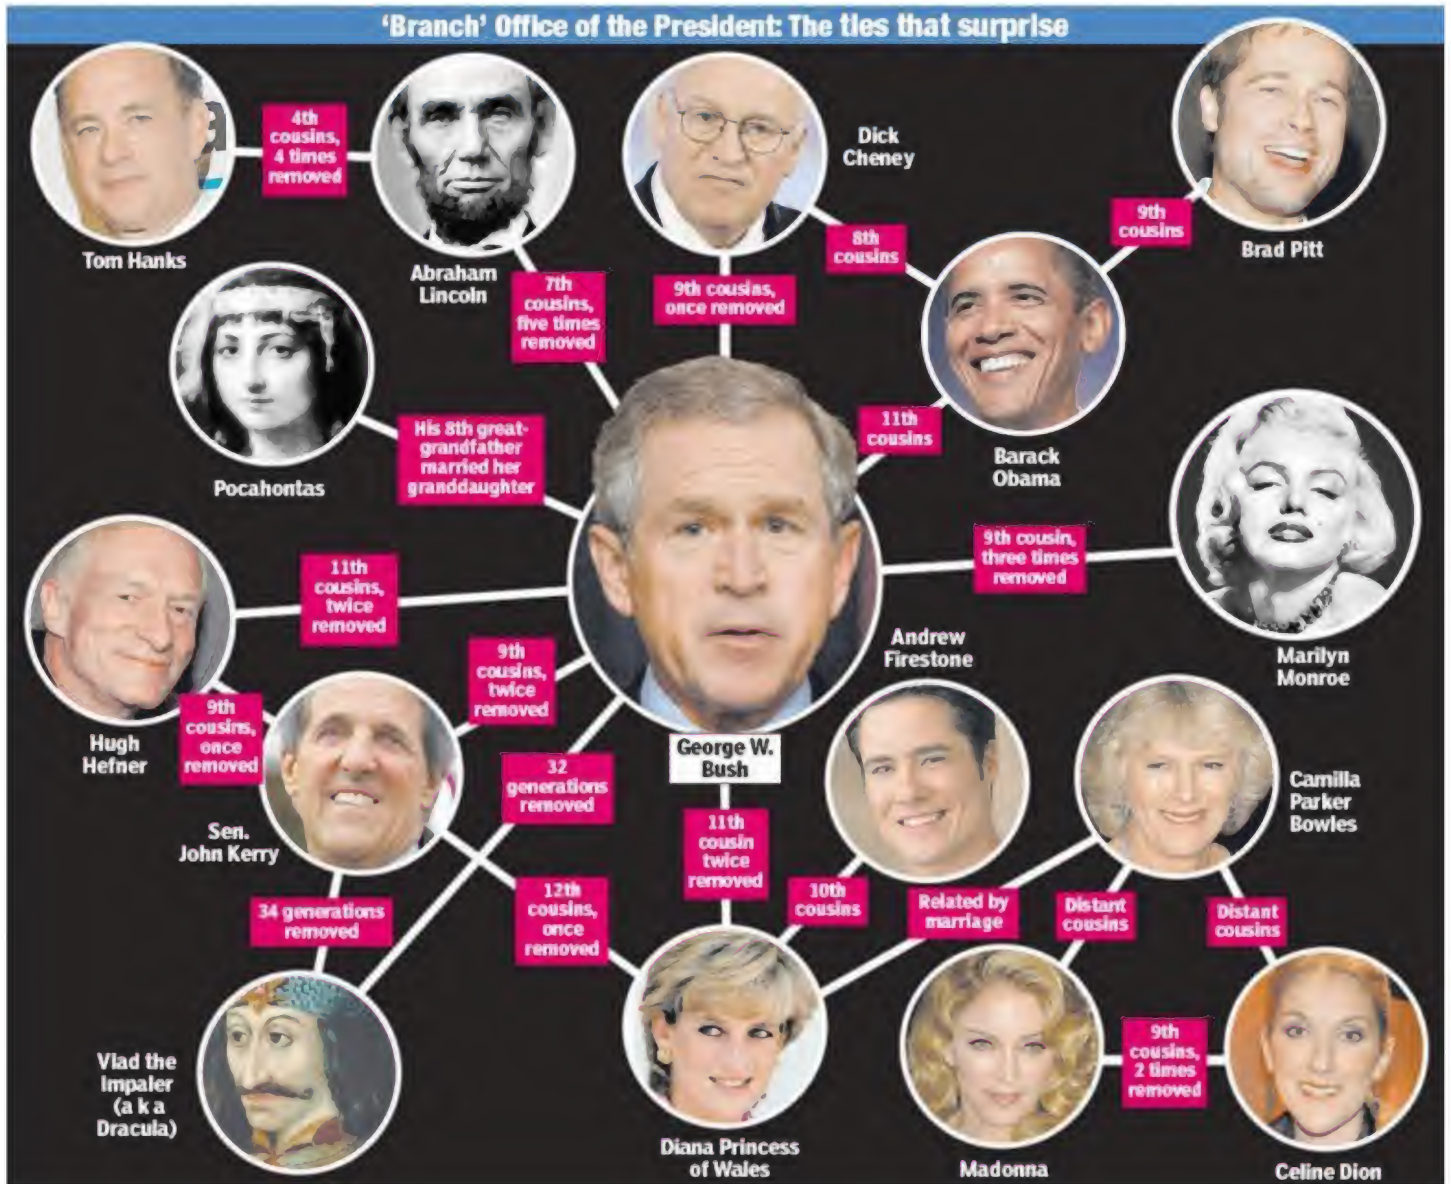 ‘Branch’ Office of the President: The ties that surprise
Tom Hanks
4th
cousins,
4 times
removed
Abraham
Lincoln
7th
cousins,
five times
removed
Dick
Cheney
9th cousins,
once removed
8th
cousins
Barack
Obama
9th
cousins
Brad Pitt
11th
cousins
Pocahontas
His 8th great-
grandfather
married her
granddaughter
9th cousin,
three times
removed
Marilyn
Monroe
Hugh
Hefner
11th
cousins,
twice
removed
9th
cousins,
once
removed
9th
cousins,
twice
removed
Sen.
John Kerry
32
generations
removed
George W.
Bush
Andrew
Firestone
Camilla
Parker
Bowles
34 generations
removed
12th
cousins,
once
removed
11th
cousin
twice
removed
10th
cousins
Related by
marriage
Distant
cousins
Distant
cousins
Vlad the
Impaler
(a k a
Dracula)
Diana Princess
of Wales
Madonna
9th
cousins,
2 times
removed
Celine Dion